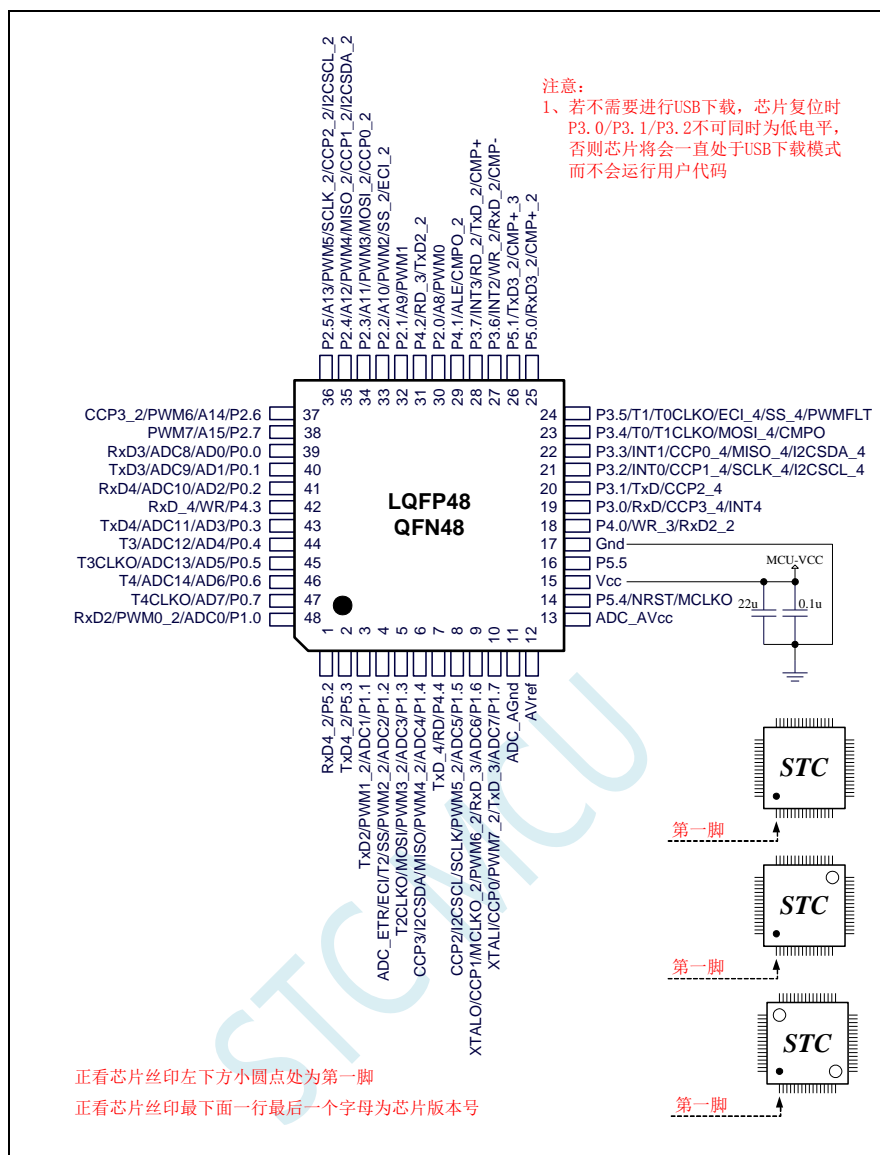 注意：
1、若不需要进行USB下载，芯片复位时
P3.0/P3.1/P3.2不可同时为低电平，
否则芯片将会一直处于USB下载模式
而不会运行用户代码
P2.5/A13/PWM5/SCLK_2/CCP2_2/I2CSCL_2
P2.4/A12/PWM4/MISO_2/CCP1_2/I2CSDA_2
P2.3/A11/PWM3/MOSI_2/CCP0_2
P2.2/A10/PWM2/SS_2/ECI_2
P2.1/A9/PWM1
P4.2/RD_3/TxD2_2
P2.0/A8/PWM0
P4.1/ALE/CMPO_2
P3.7/INT3/RD_2/TxD_2/CMP+
P3.6/INT2/WR_2/RxD_2/CMP-
P5.1/TxD3_2/CMP+_3
P5.0/RxD3_2/CMP+_2
36 35 34 33 32 31 30 29 28 27 26 25
CCP3_2/PWM6/A14/P2.6 37
PWM7/A15/P2.7 38
RxD3/ADC8/AD0/P0.0 39
TxD3/ADC9/AD1/P0.1 40
RxD4/ADC10/AD2/P0.2 41
RxD_4/WR/P4.3 42
TxD4/ADC11/AD3/P0.3 43
T3/ADC12/AD4/P0.4 44
T3CLKO/ADC13/AD5/P0.5 45
T4/ADC14/AD6/P0.6 46
T4CLKO/AD7/P0.7 47
RxD2/PWM0_2/ADC0/P1.0 48
LQFP48
QFN48
24 P3.5/T1/T0CLKO/ECI_4/SS_4/PWMFLT
23 P3.4/T0/T1CLKO/MOSI_4/CMPO
22 P3.3/INT1/CCP0_4/MISO_4/I2CSDA_4
21 P3.2/INT0/CCP1_4/SCLK_4/I2CSCL_4
20 P3.1/TxD/CCP2_4
19 P3.0/RxD/CCP3_4/INT4
18 P4.0/WR_3/RxD2_2
17 Gnd
16 P5.5
15 Vcc
14 P5.4/NRST/MCLKO
13 ADC_AVcc
MCU-VCC
22u
0.1u
1 2 3 4 5 6 7 8 9 10 11 12
RxD4_2/P5.2
TxD4_2/P5.3
TxD2/PWM1_2/ADC1/P1.1
ADC_ETR/ECI/T2/SS/PWM2_2/ADC2/P1.2
T2CLKO/MOSI/PWM3_2/ADC3/P1.3
CCP3/I2CSDA/MISO/PWM4_2/ADC4/P1.4
TxD_4/RD/P4.4
CCP2/I2CSCL/SCLK/PWM5_2/ADC5/P1.5
XTALO/CCP1/MCLKO_2/PWM6_2/RxD_3/ADC6/P1.6
XTALI/CCP0/PWM7_2/TxD_3/ADC7/P1.7
ADC_AGnd
AVref
STC
第一脚
STC
第一脚
STC
第一脚
STC MCU
正看芯片丝印左下方小圆点处为第一脚
正看芯片丝印最下面一行最后一个字母为芯片版本号